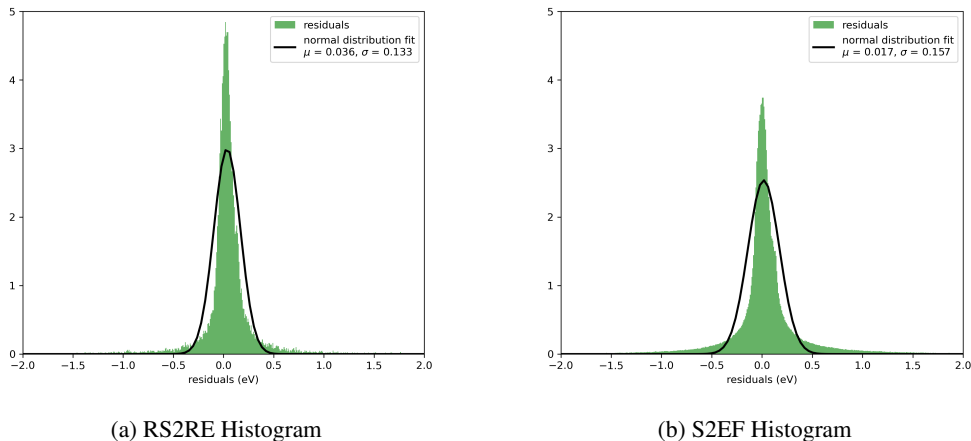 5
4
3
2
1
0
−2.0 −1.5 −1.0 −0.5 0.0 0.5 1.0 1.5 2.0
residuals (eV)
residuals
normal distribution fit
μ = 0.036, σ = 0.133
(a) RS2RE Histogram
5
4
3
2
1
0
−2.0 −1.5 −1.0 −0.5 0.0 0.5 1.0 1.5 2.0
residuals (eV)
residuals
normal distribution fit
μ = 0.017, σ = 0.157
(b) S2EF Histogram